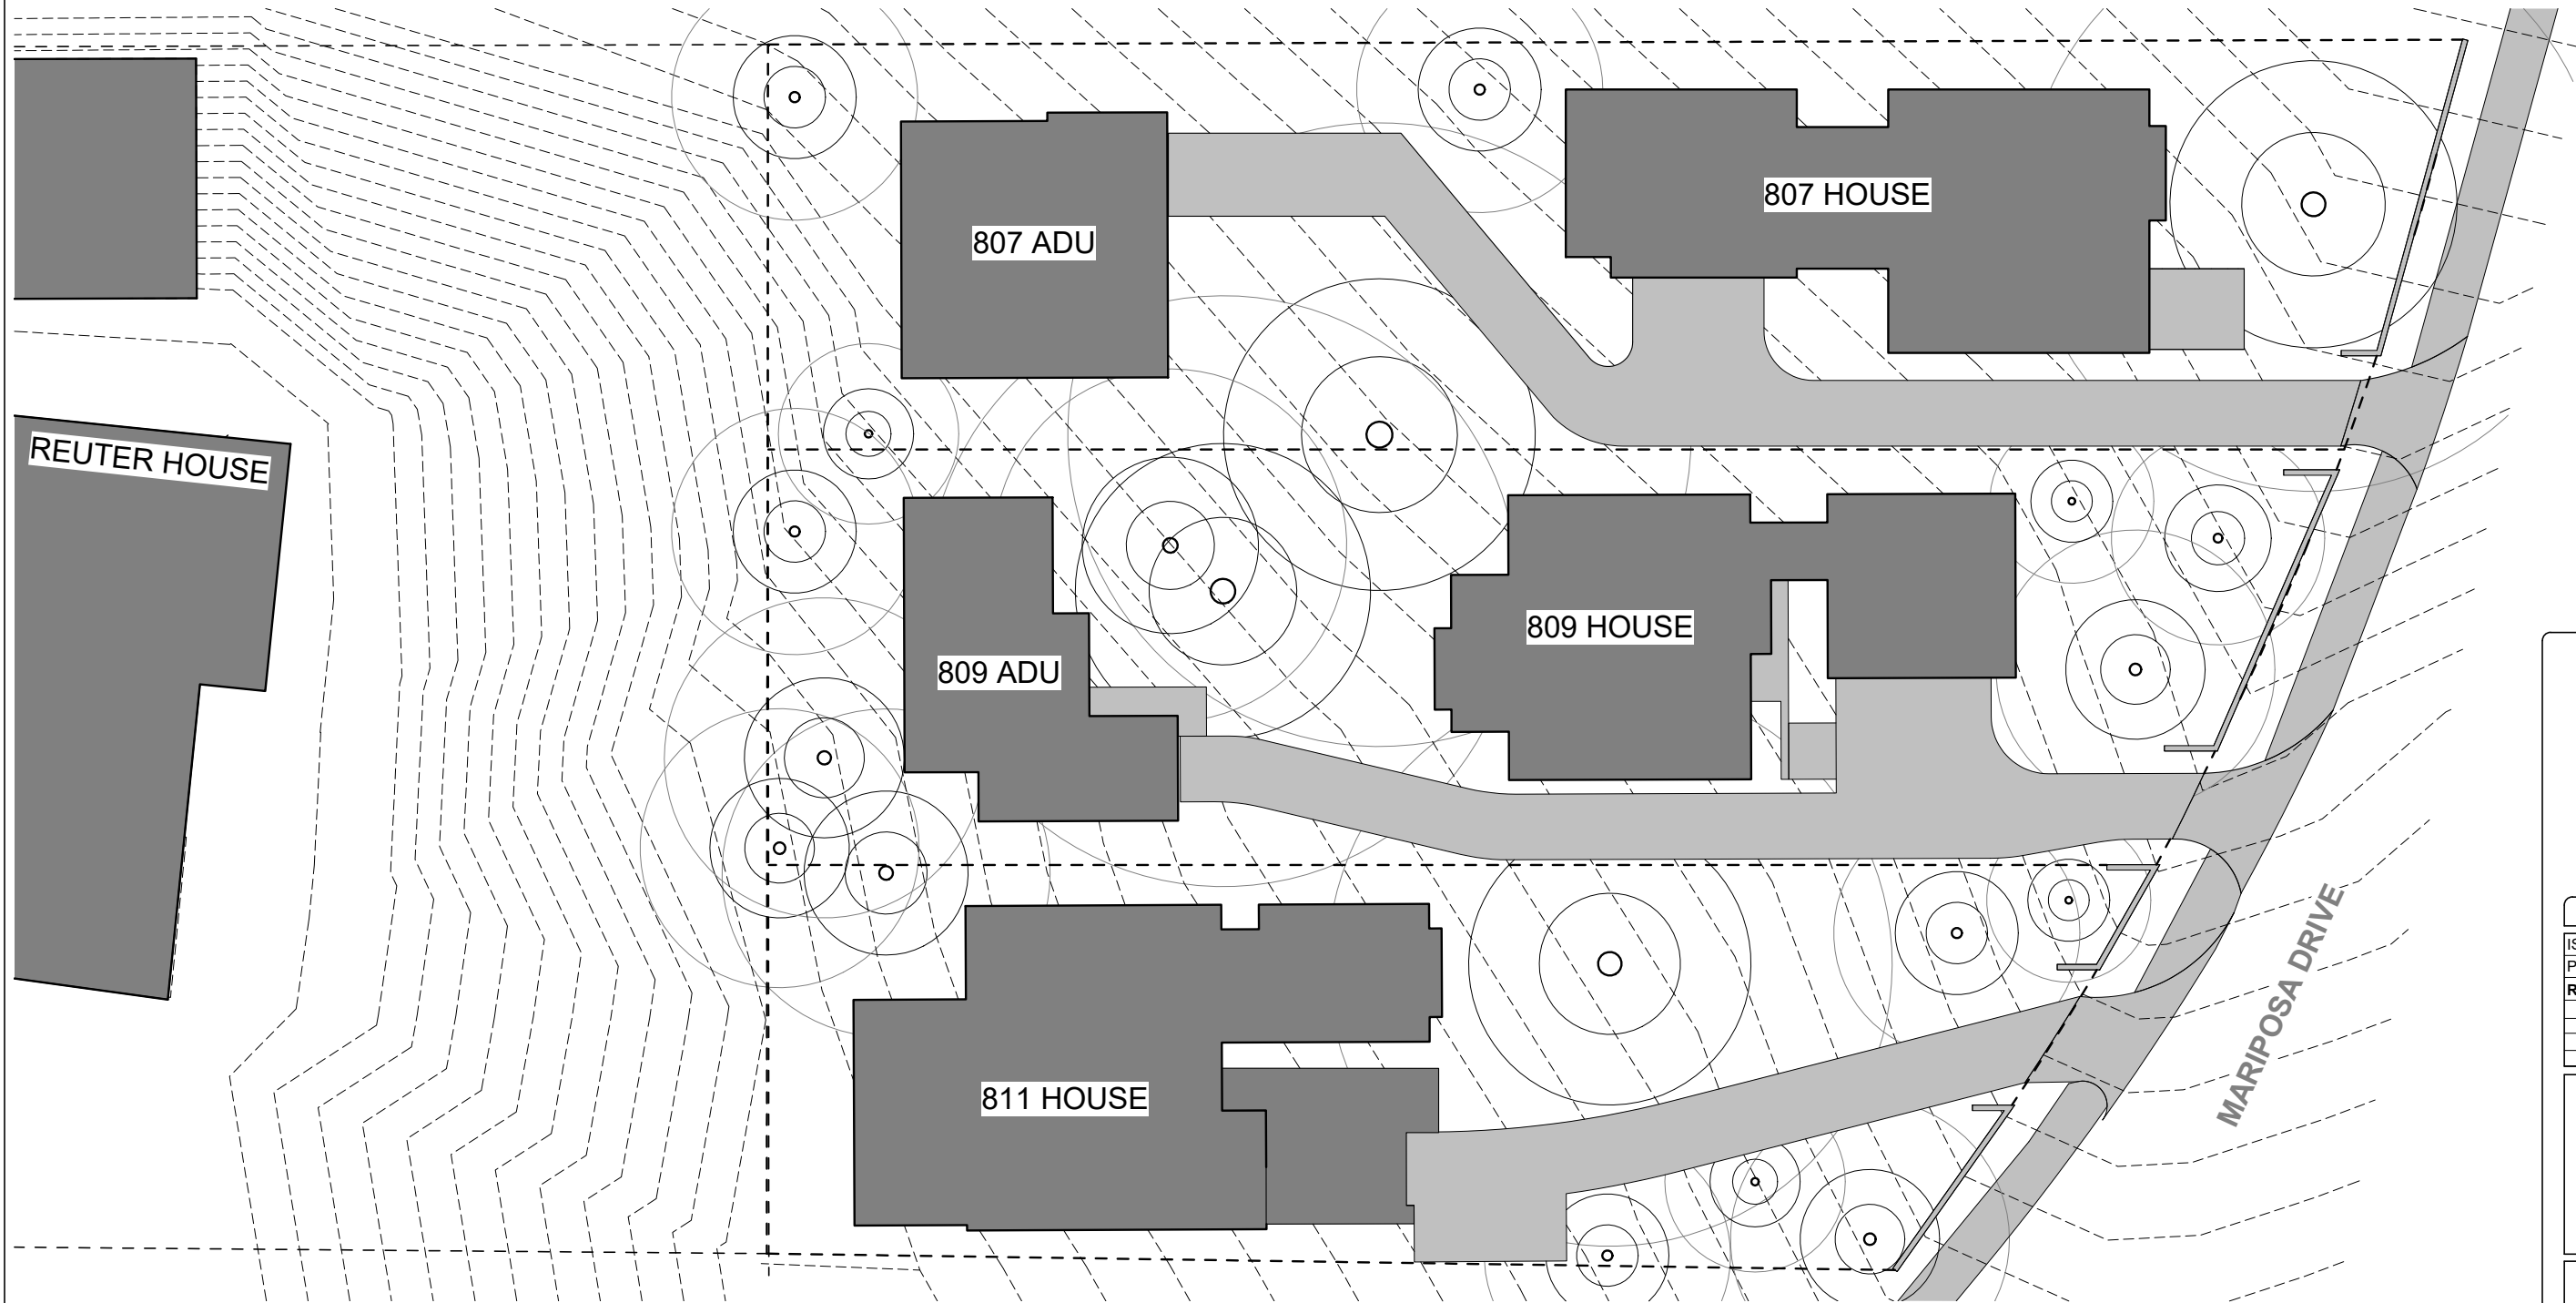 807 HOUSE
807 ADU
REUTER HOUSE
809 HOUSE
809 ADU
811 HOUSE
MARIPOSA DRIVE